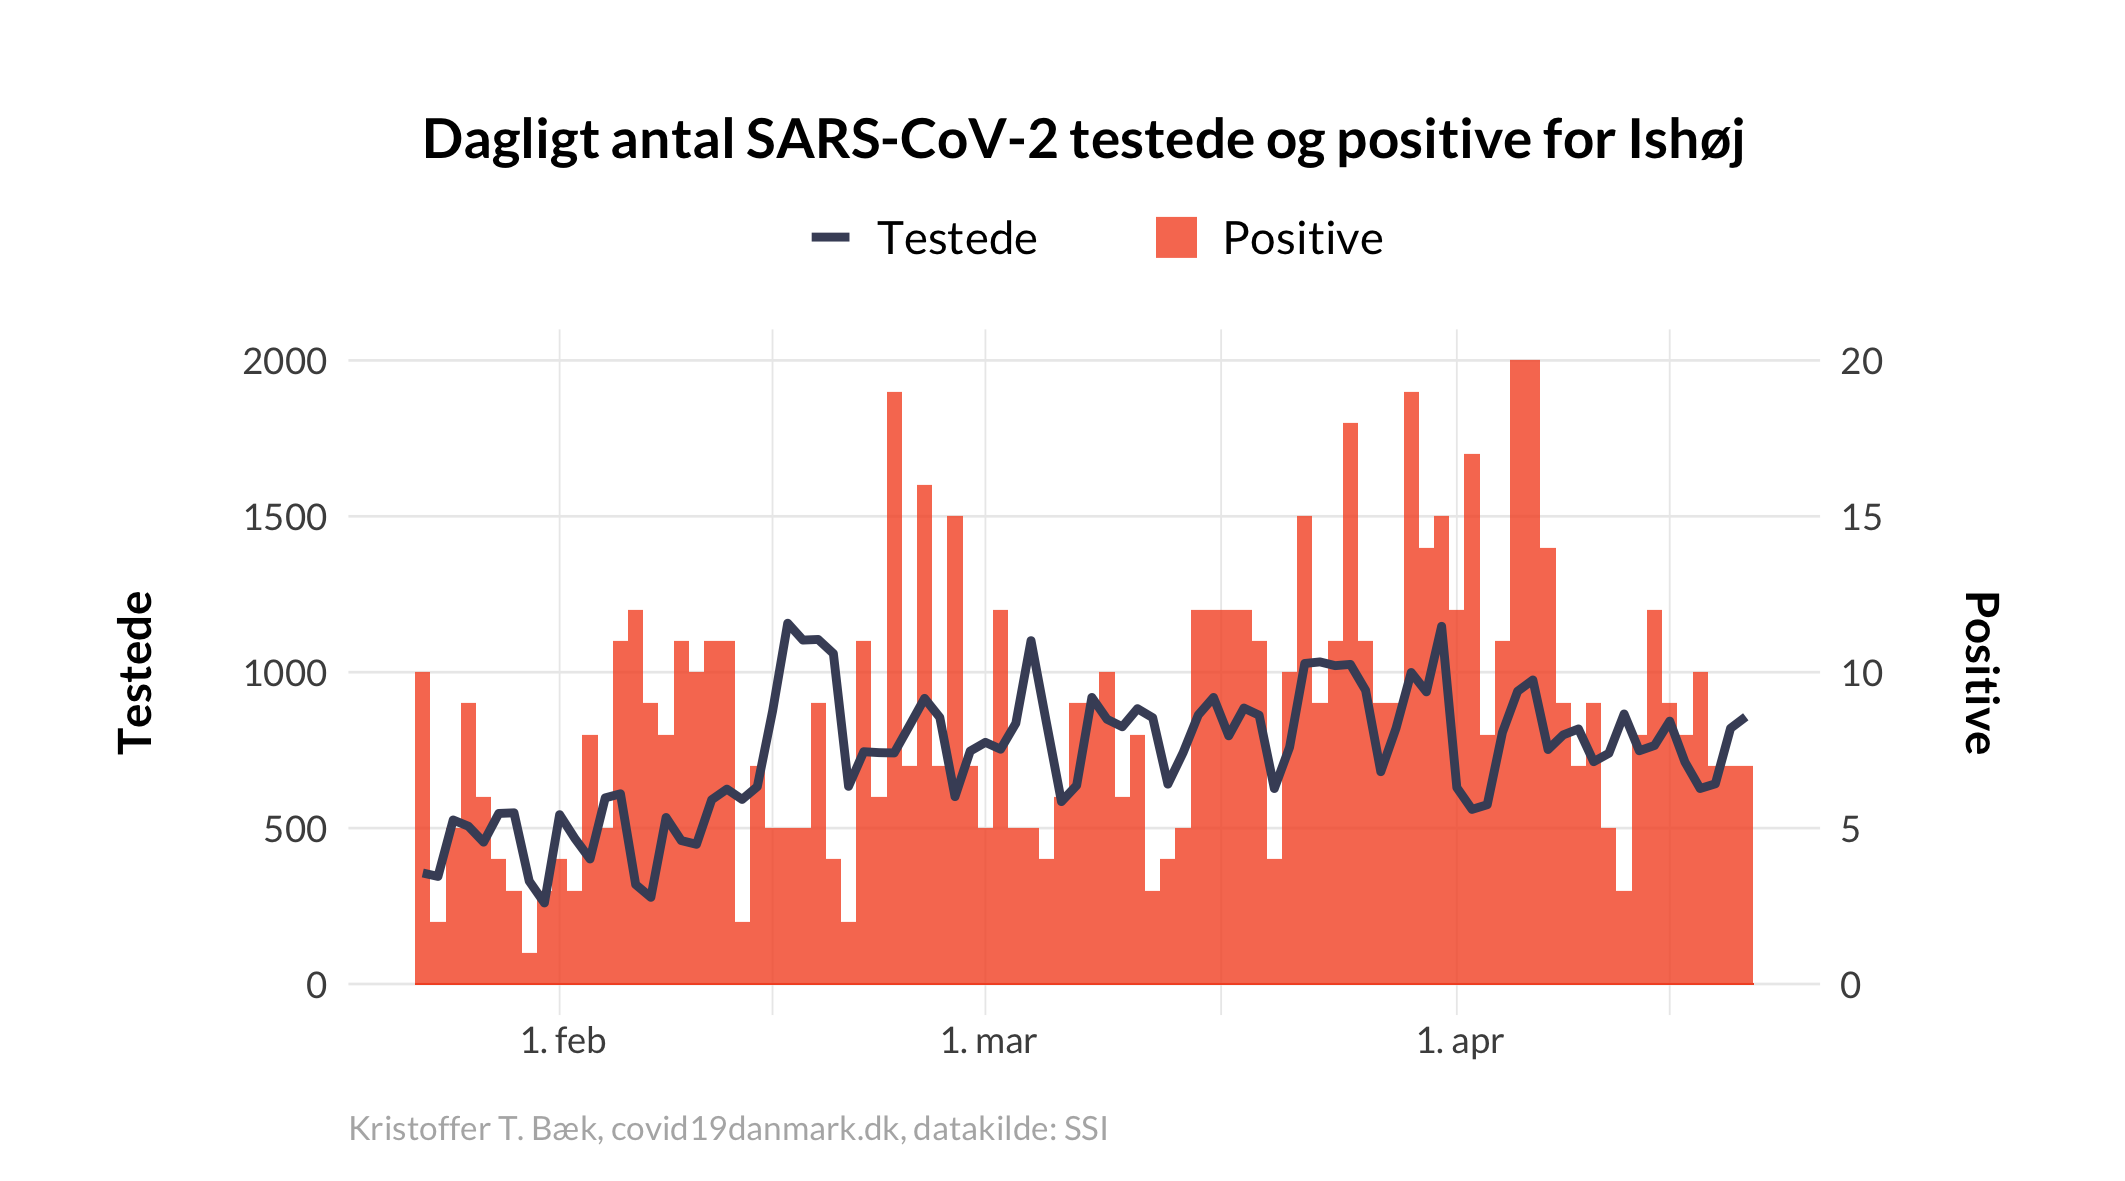 Dagligt antal SARS-CoV-2 testede og positive for Ishøj
Testede
Positive
2000
1500
1000
500
0
Testede
20
15
10
5
0
Positive
1. feb
1. mar
1. apr
Kristoffer T. Bæk, covid19danmark.dk, datakilde: SSI